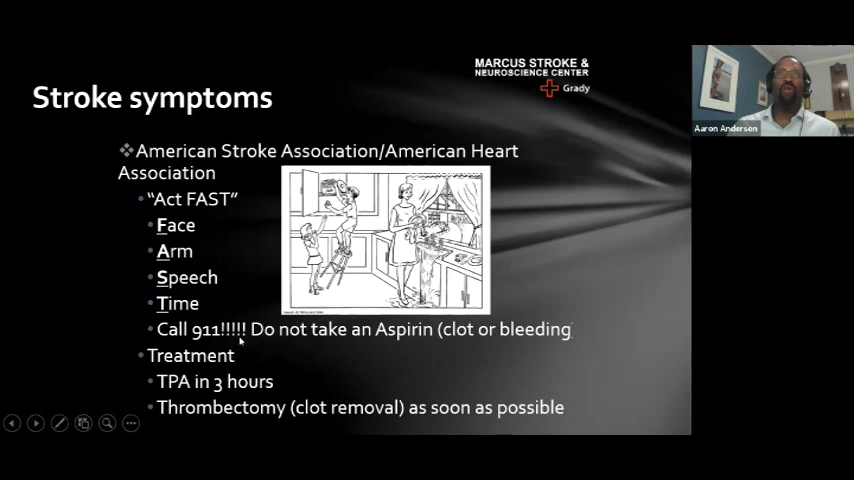 MARCUS STROKE &
NEUROSCIENCE CENTER
Grady
Stroke symptoms
American Stroke Association/American Heart
Association
"Act FAST"
Face
Arm
Speech
Time
Call 911!!!!! Do not take an Aspirin (clot or bleeding
Treatment
TPA in 3 hours
Thrombectomy (clot removal) as soon as possible
Aaron Anderson